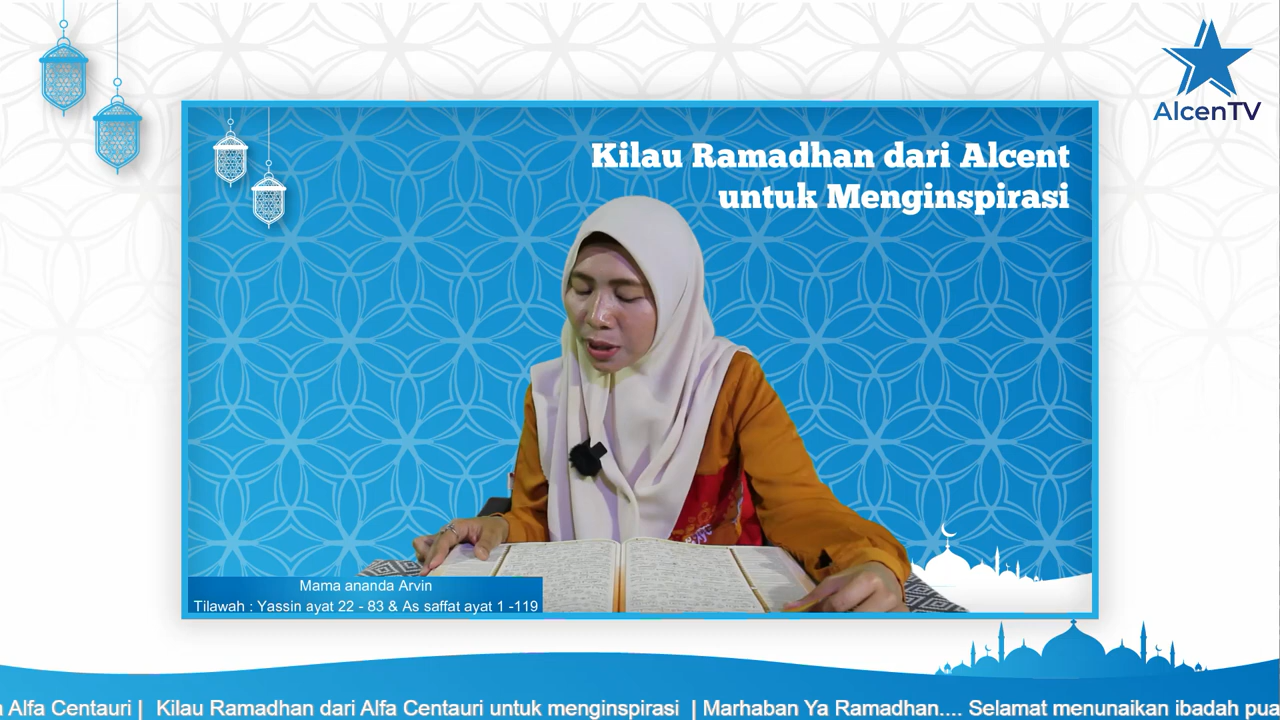 AlcenTV
Kilau Ramadhan dari Alcent
untuk Menginspirasi
Mama ananda Arvin
Tilawah : Yassin ayat 22 - 83 & As saffat ayat 1 -119
Alfa Centauri | Kilau Ramadhan dari Alfa Centauri untuk menginspirasi | Marhaban Ya Ramadhan.... Selamat menunaikan ibadah pua